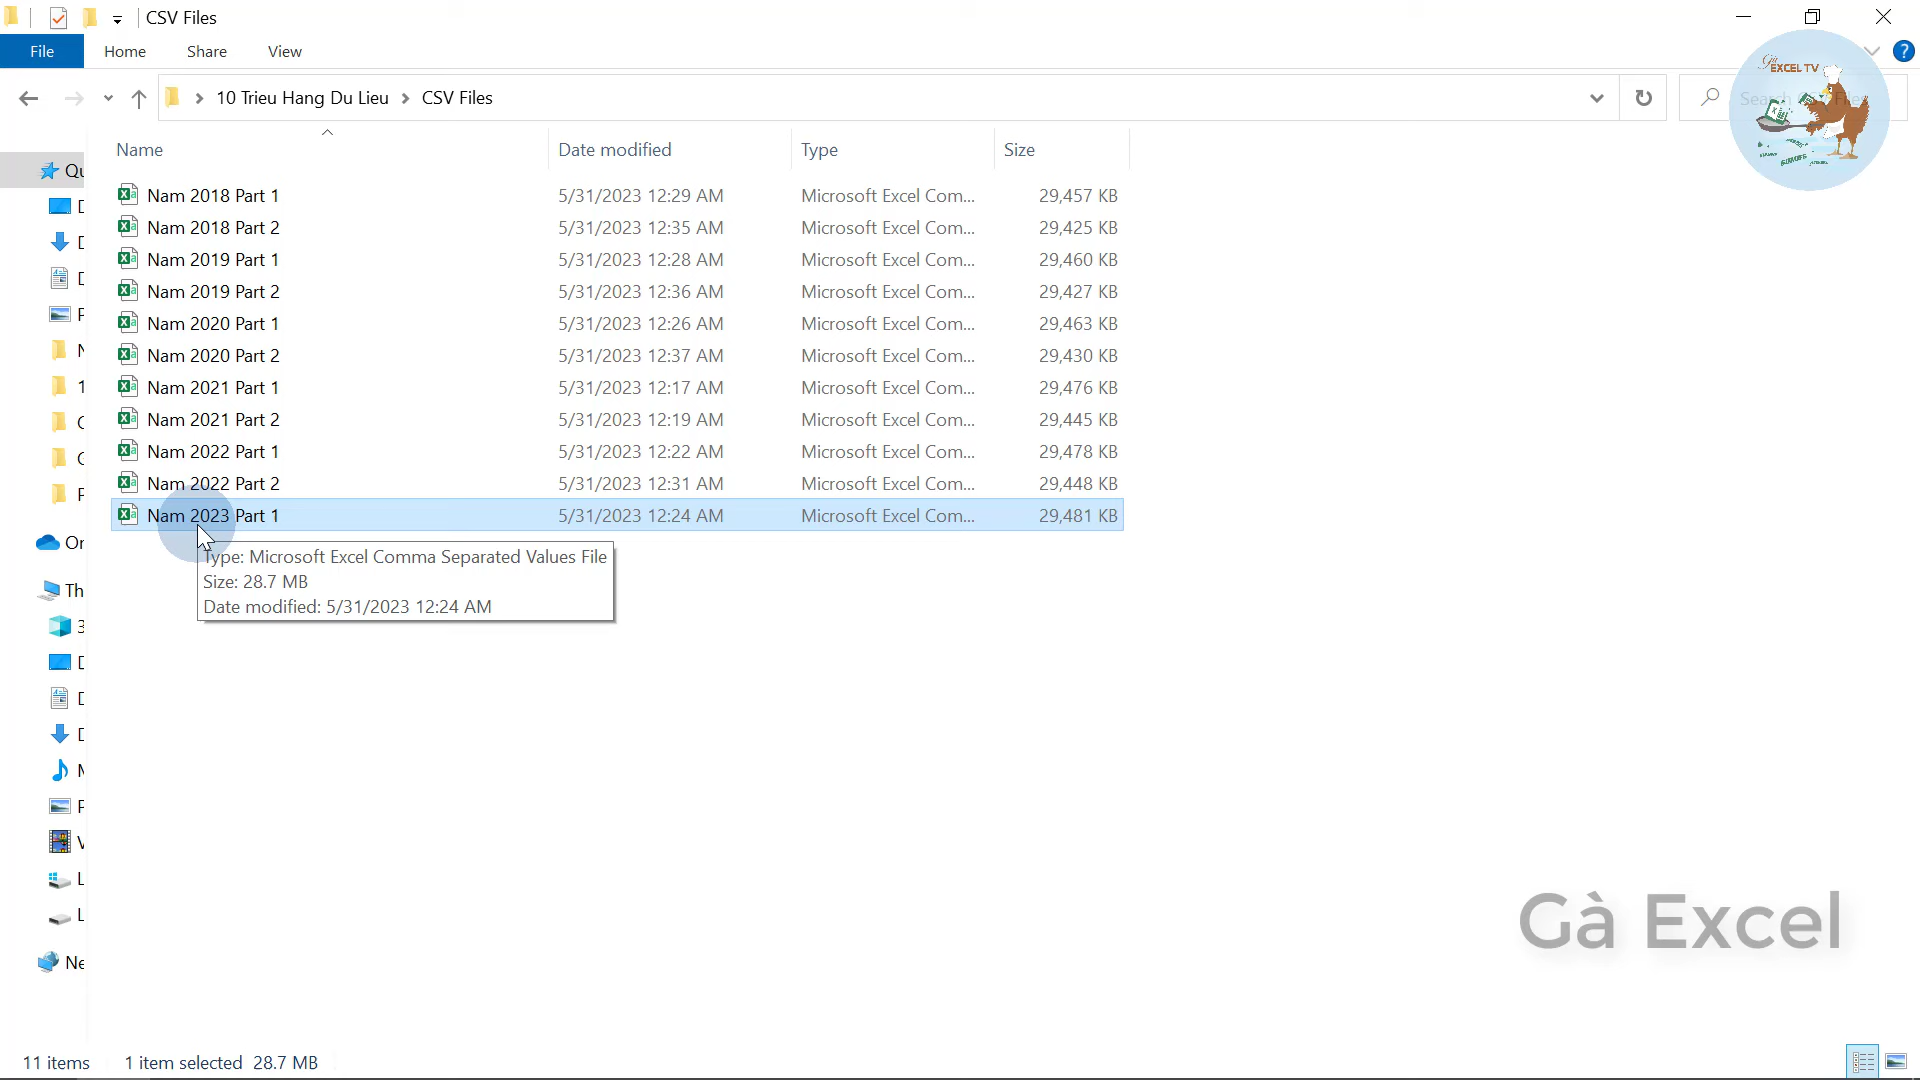 CSV Files
File Home Share View
10 Trieu Hang Du Lieu > CSV Files
Gà EXCEL TV
Name Date modified Type Size
Nam 2018 Part 1 5/31/2023 12:29 AM Microsoft Excel Com... 29,457 KB
Nam 2018 Part 2 5/31/2023 12:35 AM Microsoft Excel Com... 29,425 KB
Nam 2019 Part 1 5/31/2023 12:28 AM Microsoft Excel Com... 29,460 KB
Nam 2019 Part 2 5/31/2023 12:36 AM Microsoft Excel Com... 29,427 KB
Nam 2020 Part 1 5/31/2023 12:26 AM Microsoft Excel Com... 29,463 KB
Nam 2020 Part 2 5/31/2023 12:37 AM Microsoft Excel Com... 29,430 KB
Nam 2021 Part 1 5/31/2023 12:17 AM Microsoft Excel Com... 29,476 KB
Nam 2021 Part 2 5/31/2023 12:19 AM Microsoft Excel Com... 29,445 KB
Nam 2022 Part 1 5/31/2023 12:22 AM Microsoft Excel Com... 29,478 KB
Nam 2022 Part 2 5/31/2023 12:31 AM Microsoft Excel Com... 29,448 KB
Nam 2023 Part 1 5/31/2023 12:24 AM Microsoft Excel Com... 29,481 KB
Type: Microsoft Excel Comma Separated Values File
Size: 28.7 MB
Date modified: 5/31/2023 12:24 AM
Gà Excel
11 items 1 item selected 28.7 MB